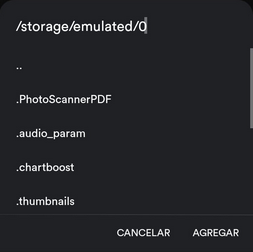 /storage/emulated/0
..
.PhotoScannerPDF
.audio_param
.chartboost
.thumbnails
CANCELAR AGREGAR